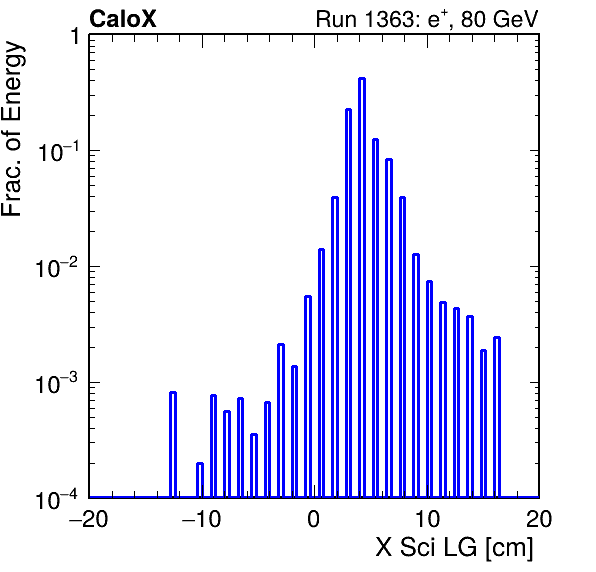 CaloX Run 1363: e⁺, 80 GeV
Frac. of Energy
1
10⁻¹
10⁻²
10⁻³
10⁻⁴
−20 −10 0 10 20
X Sci LG [cm]